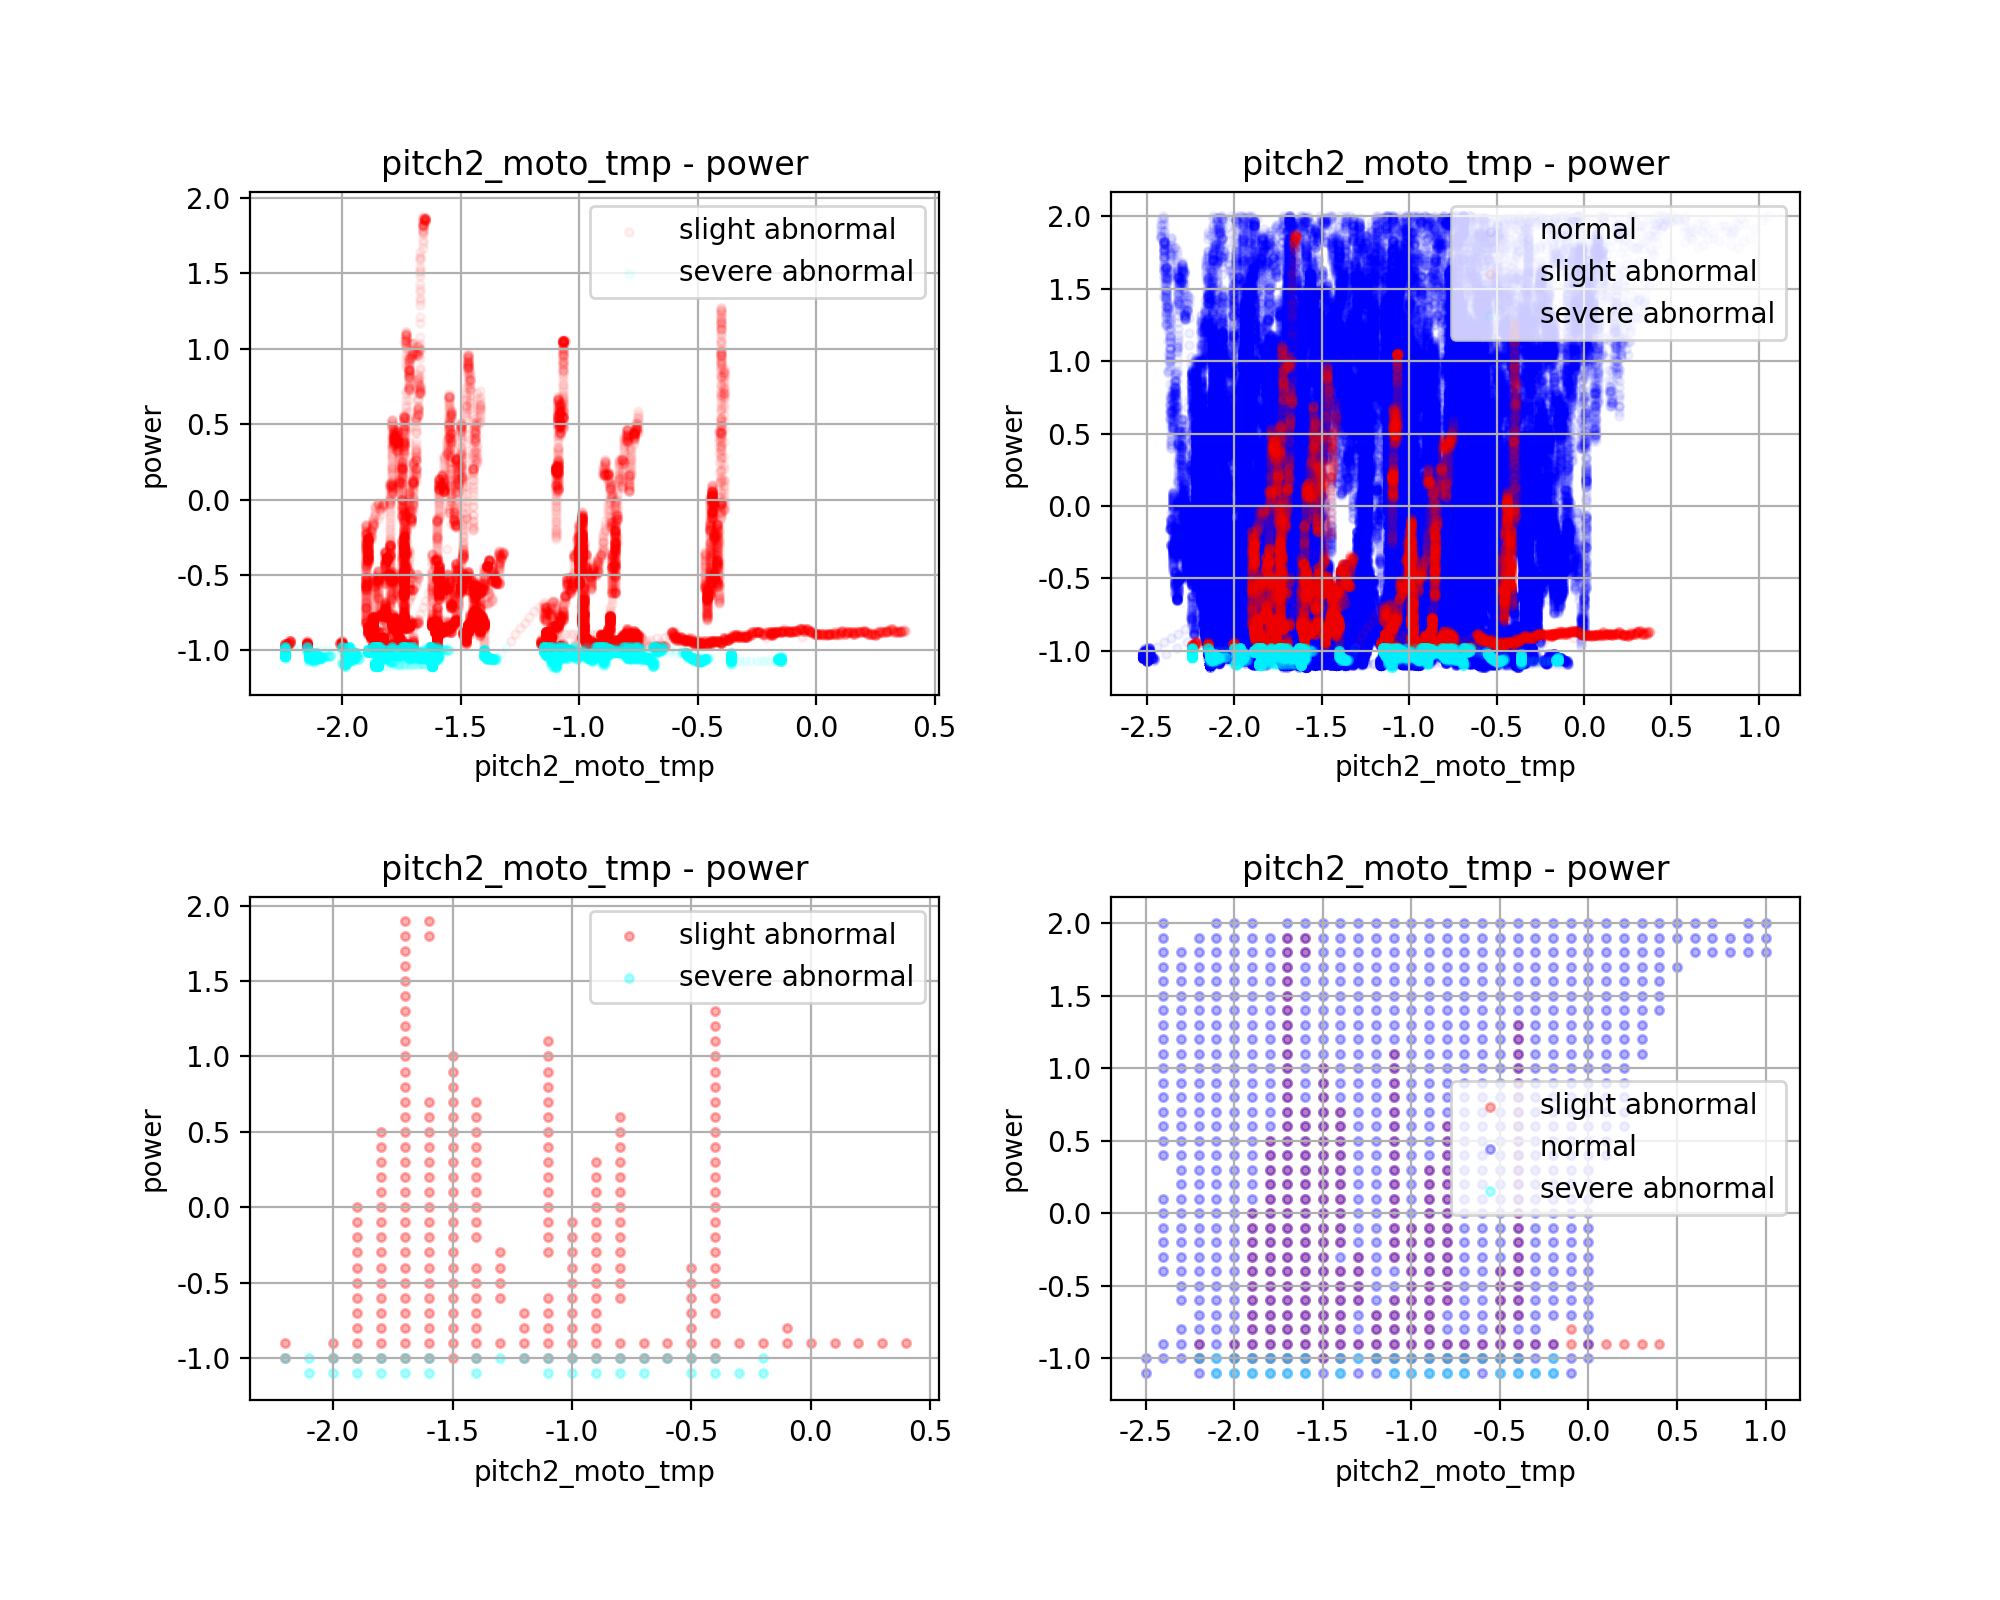 pitch2_moto_tmp - power
2.0
1.5
1.0
0.5
0.0
-0.5
-1.0
power
slight abnormal
severe abnormal
-2.0 -1.5 -1.0 -0.5 0.0 0.5
pitch2_moto_tmp
pitch2_moto_tmp - power
2.0
1.5
1.0
0.5
0.0
-0.5
-1.0
power
normal
slight abnormal
severe abnormal
-2.5 -2.0 -1.5 -1.0 -0.5 0.0 0.5 1.0
pitch2_moto_tmp
pitch2_moto_tmp - power
2.0
1.5
1.0
0.5
0.0
-0.5
-1.0
power
slight abnormal
severe abnormal
-2.0 -1.5 -1.0 -0.5 0.0 0.5
pitch2_moto_tmp
pitch2_moto_tmp - power
2.0
1.5
1.0
0.5
0.0
-0.5
-1.0
power
slight abnormal
normal
severe abnormal
-2.5 -2.0 -1.5 -1.0 -0.5 0.0 0.5 1.0
pitch2_moto_tmp